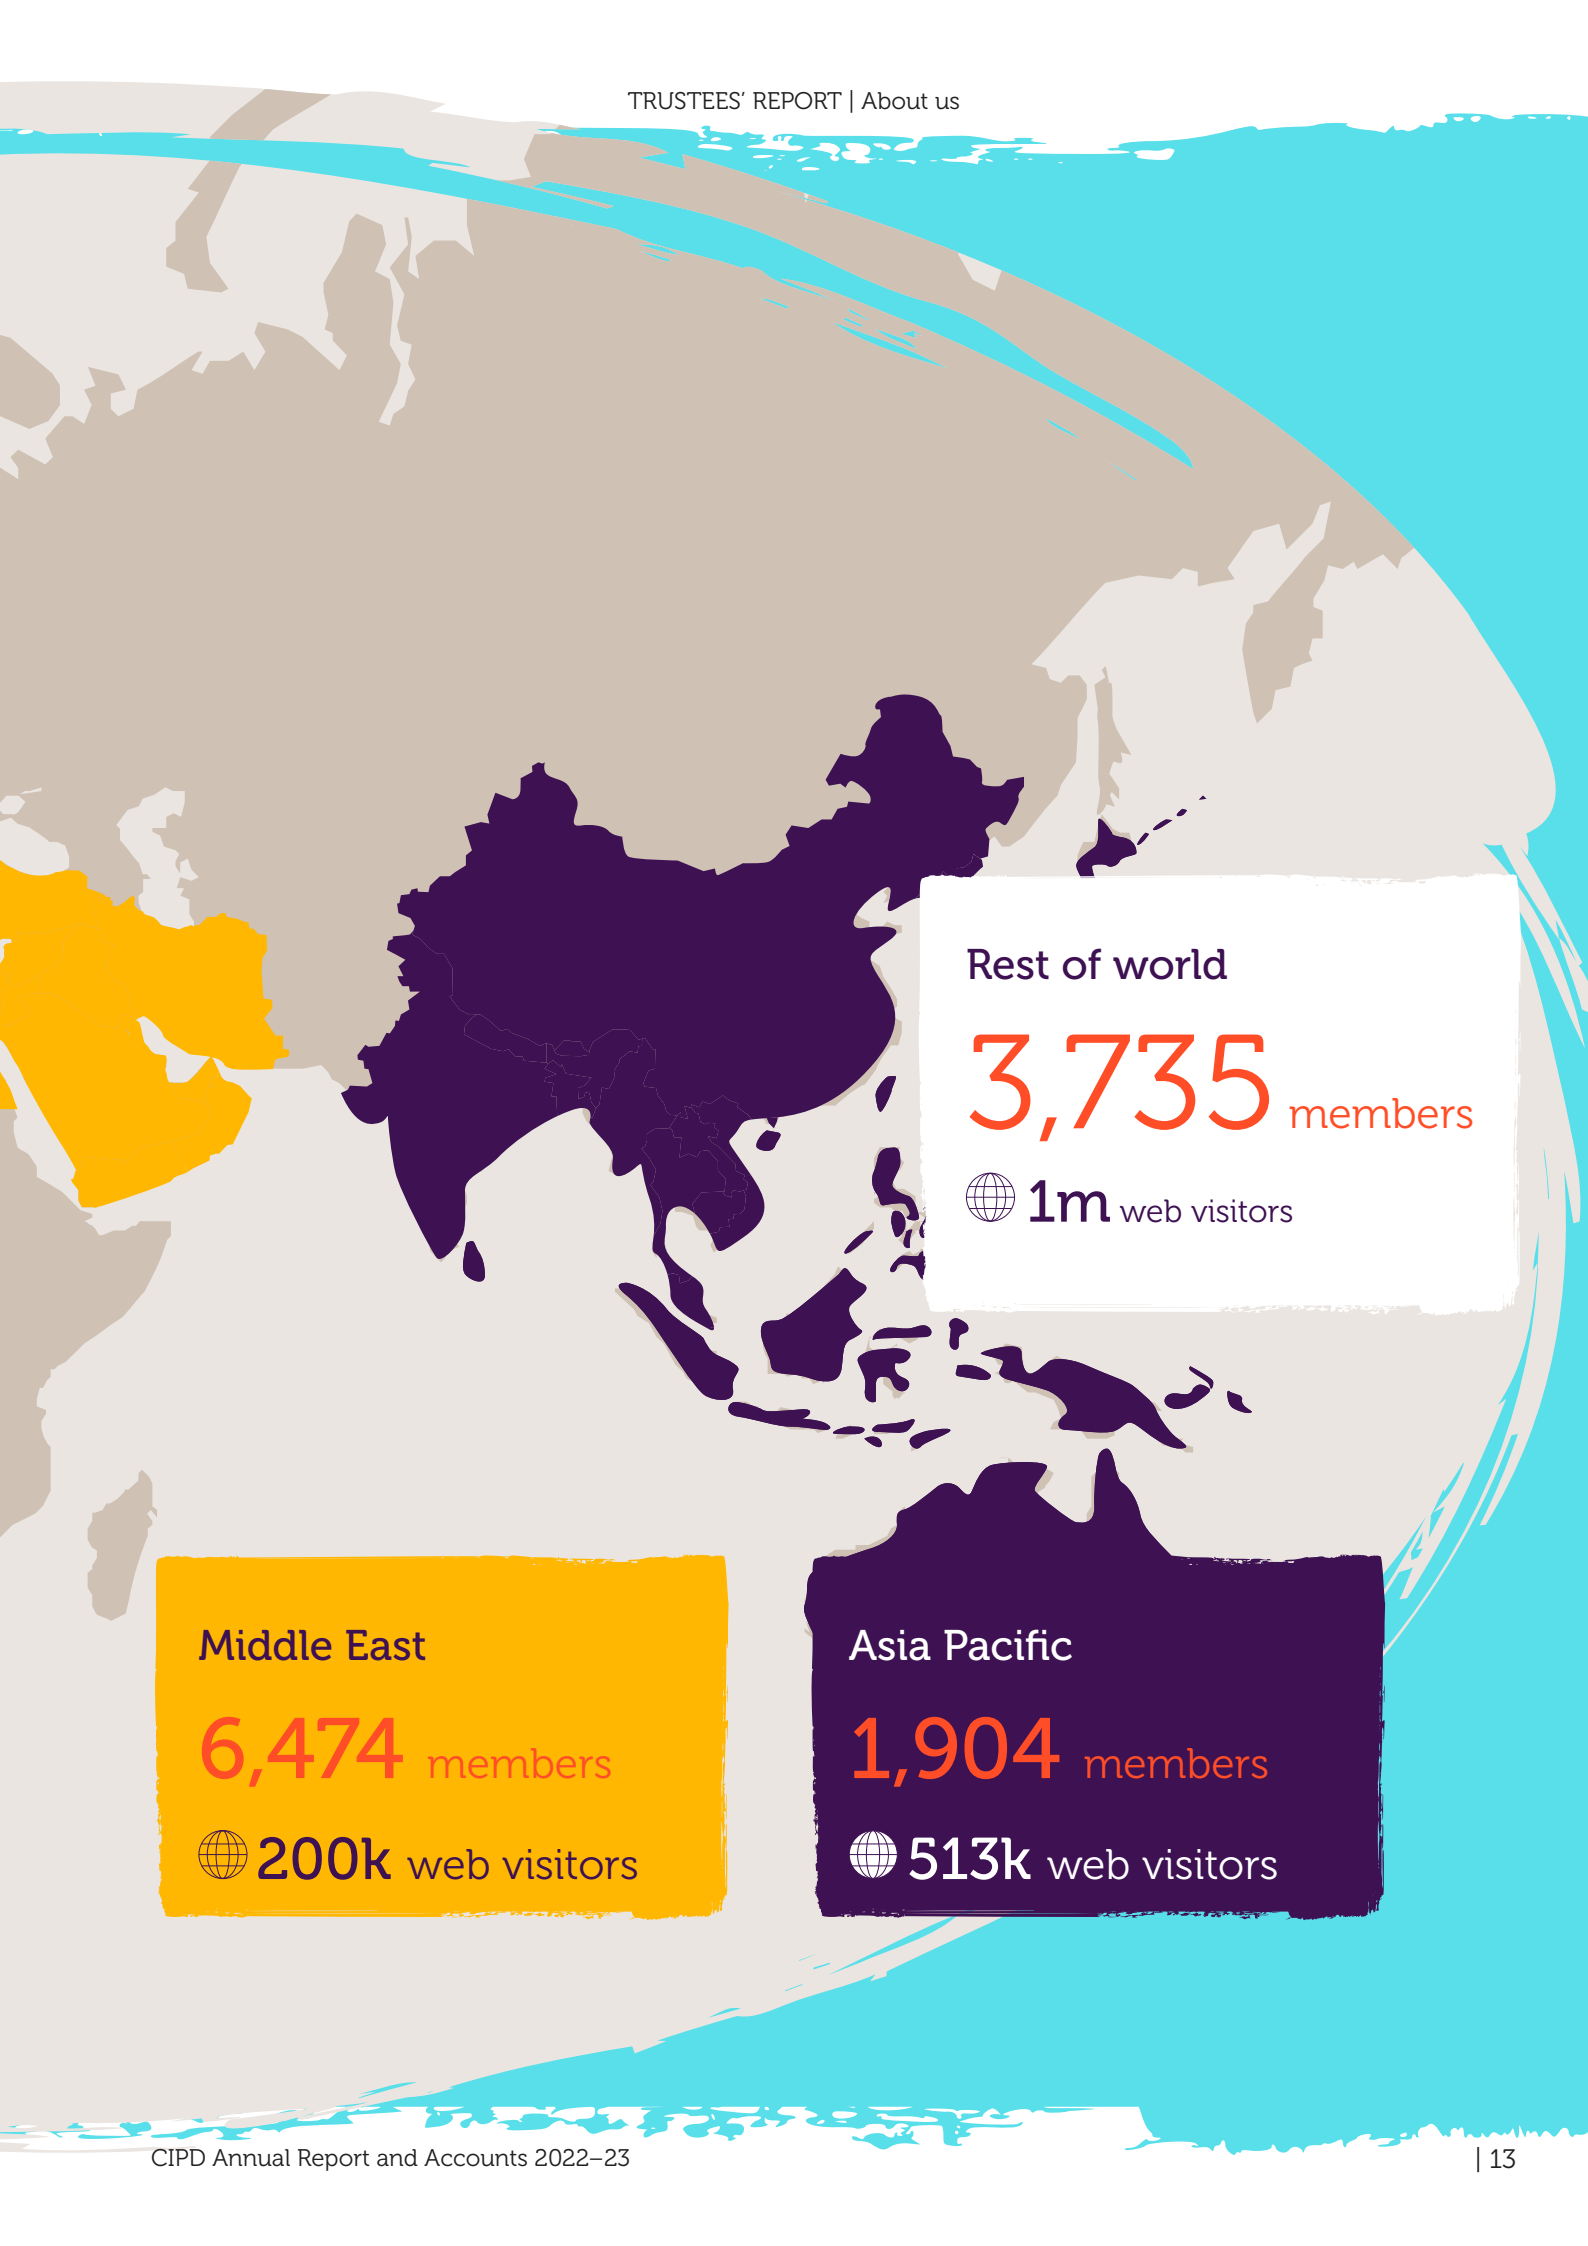 TRUSTEES’ REPORT | About us
Rest of world
3,735 members
1m web visitors
Middle East
6,474 members
200k web visitors
Asia Pacific
1,904 members
513k web visitors
CIPD Annual Report and Accounts 2022–23
| 13